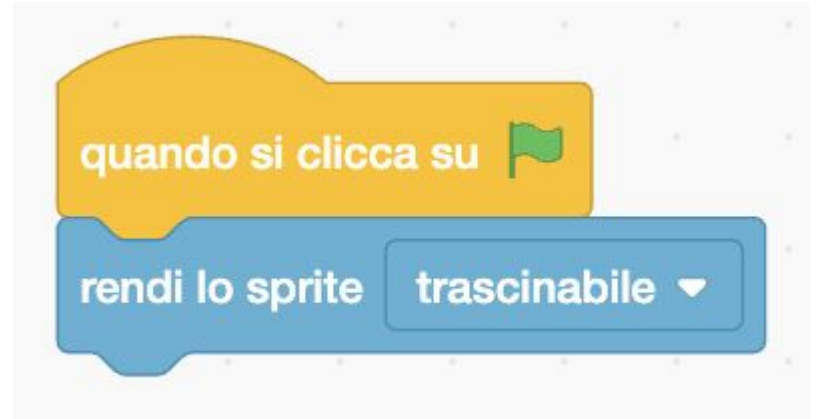 quando si clicca su
rendi lo sprite trascinabile